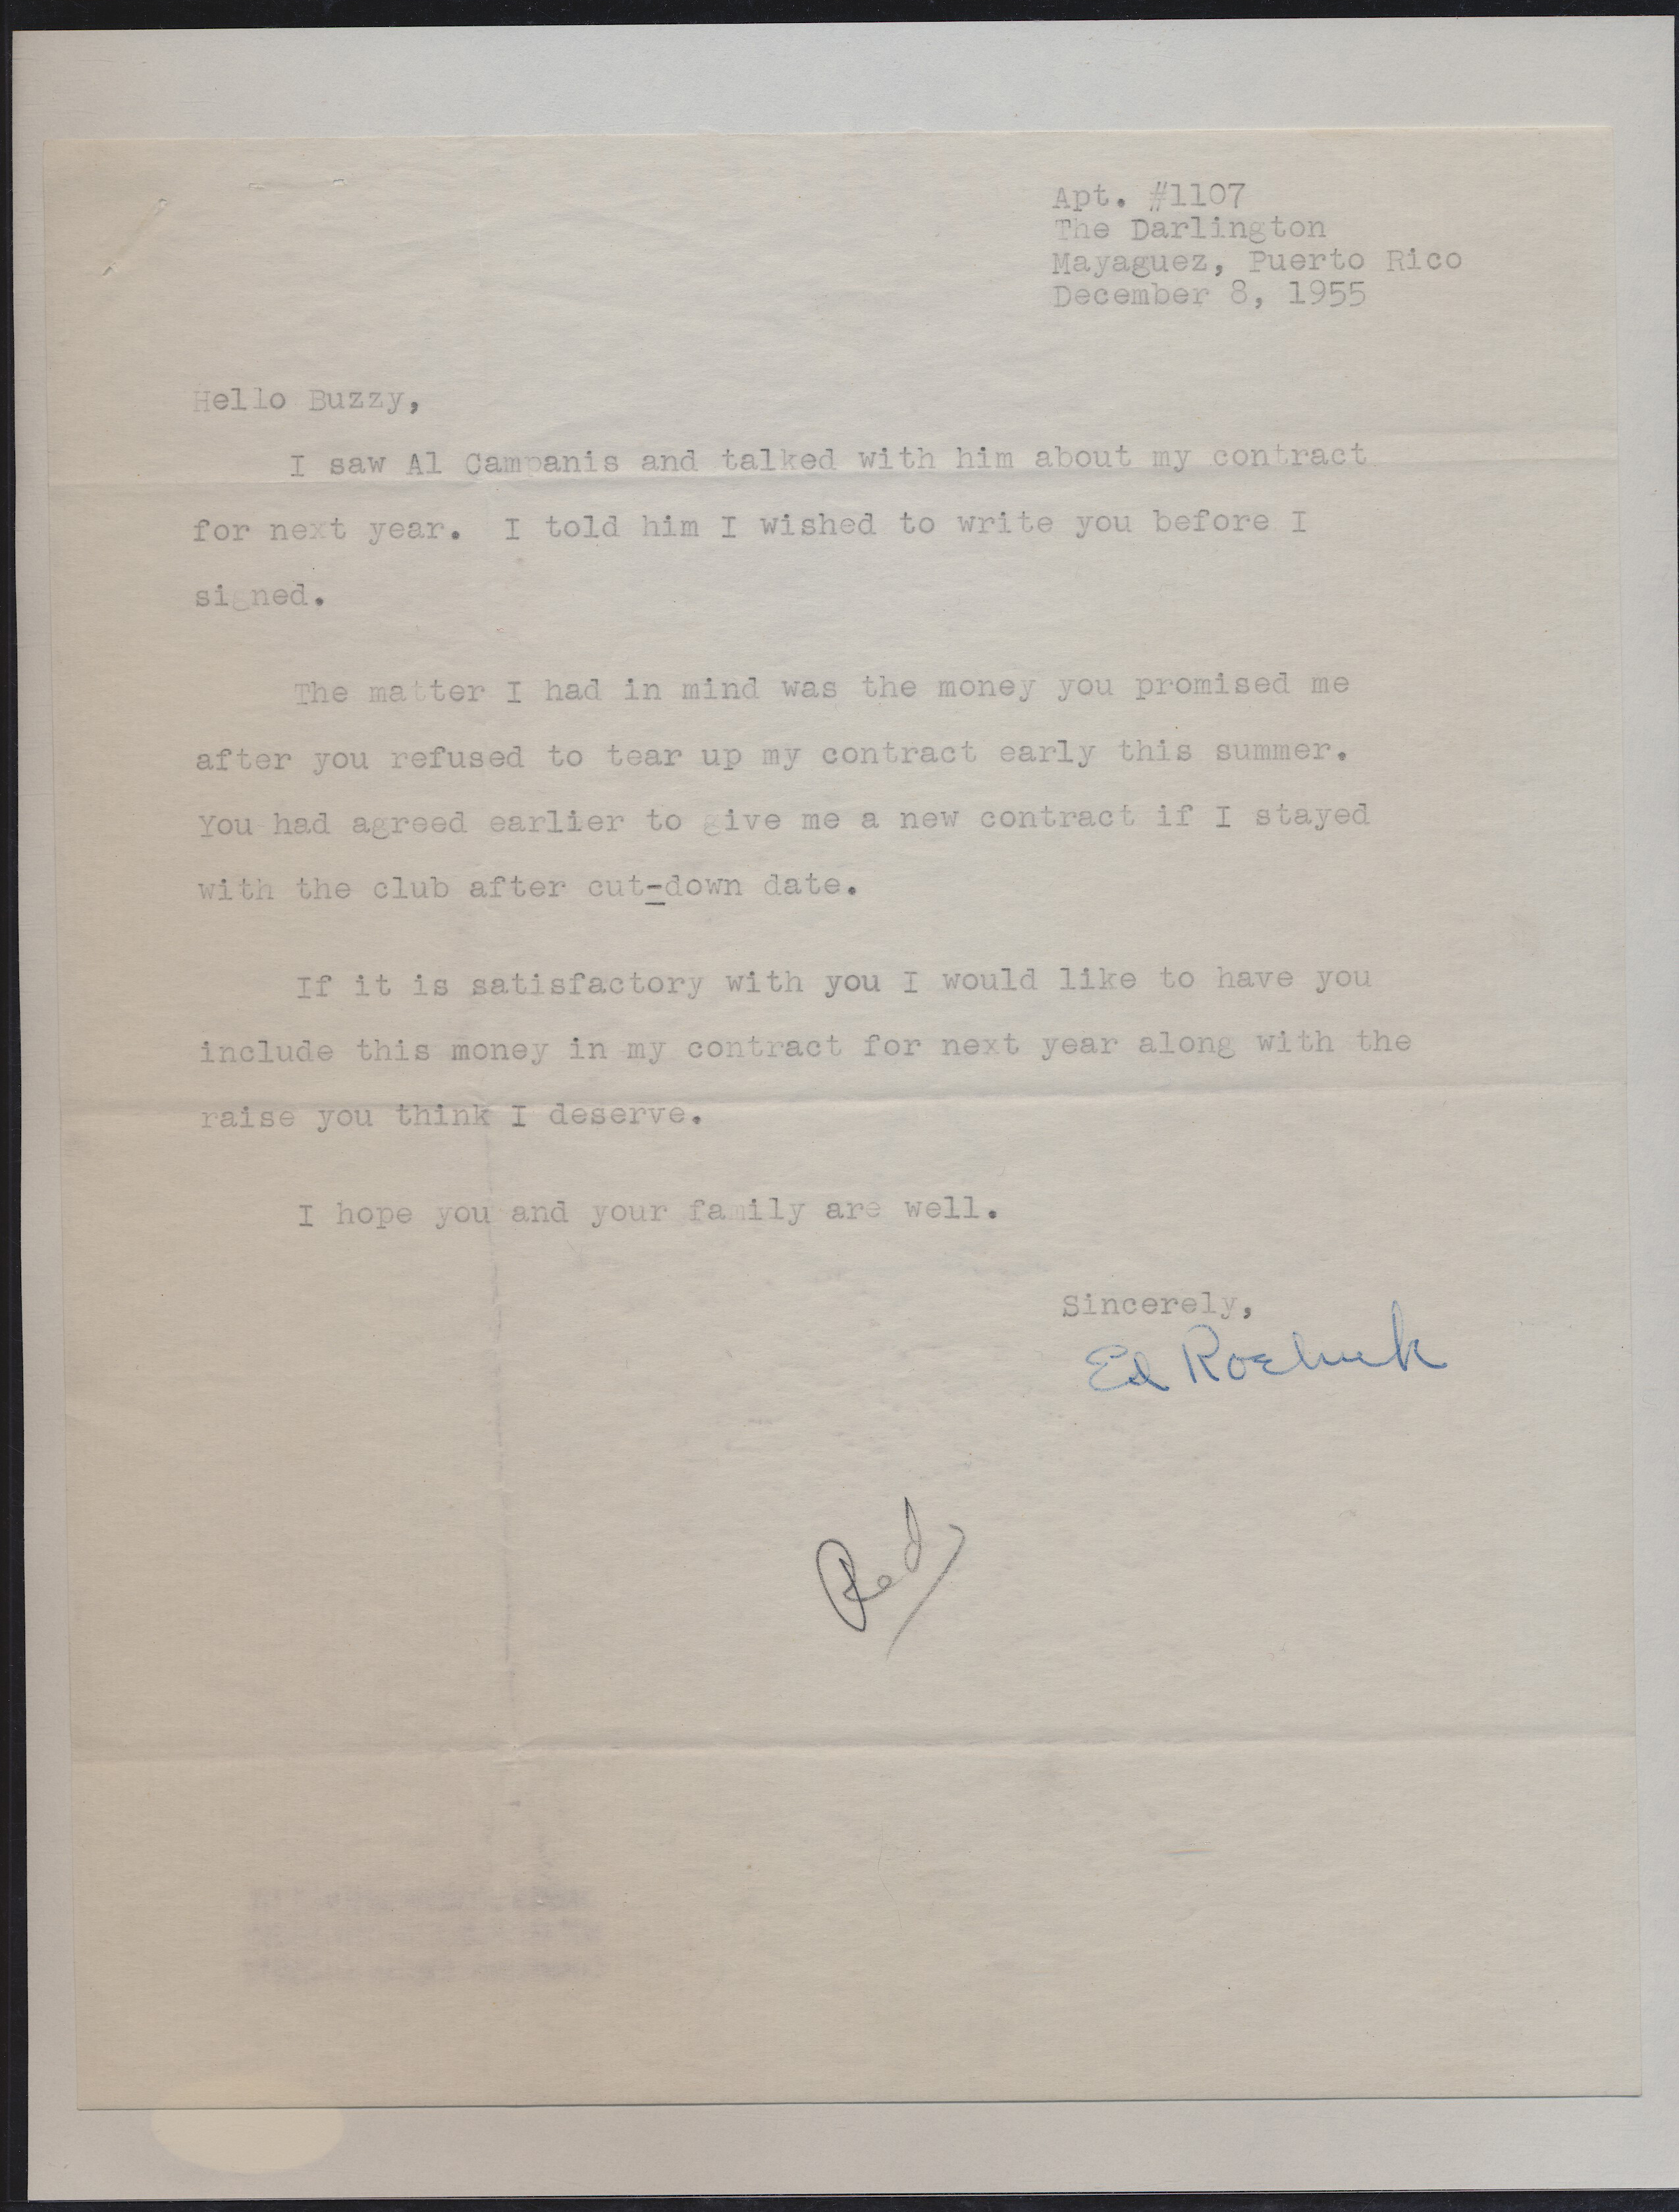 Apt. #1107
The Darlington
Mayaguez, Puerto Rico
December 8, 1955
Hello Buzzy,
I saw Al Campanis and talked with him about my contract
for next year. I told him I wished to write you before I
signed.
The matter I had in mind was the money you promised me
after you refused to tear up my contract early this summer.
You had agreed earlier to give me a new contract if I stayed
with the club after cut-down date.
If it is satisfactory with you I would like to have you
include this money in my contract for next year along with the
raise you think I deserve.
I hope you and your family are well.
Sincerely,
Ed Roebuck